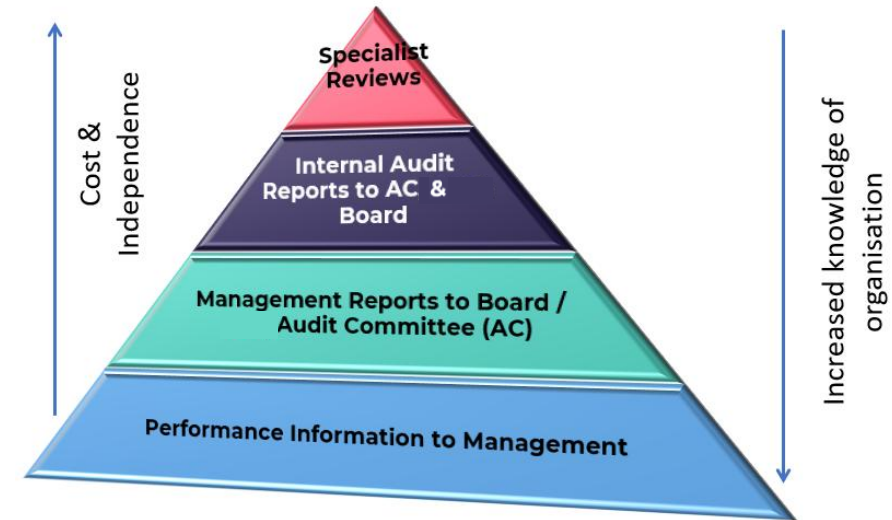 Specialist
Reviews
Cost &
Independence
Internal Audit
Reports to AC &
Board
Management Reports to Board /
Audit Committee (AC)
Performance Information to Management
Increased knowledge of
organisation